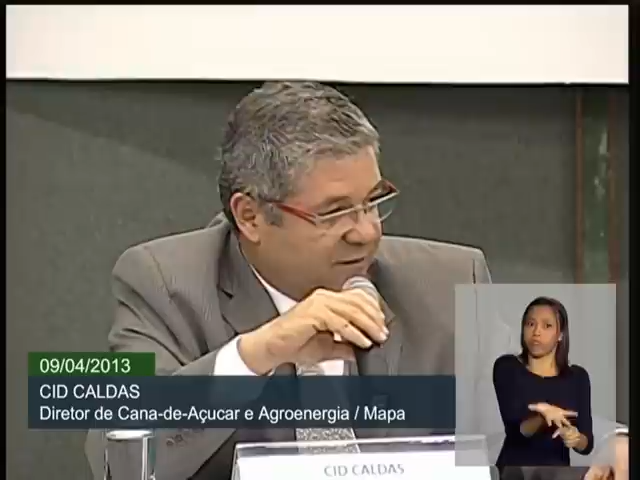 09/04/2013
CID CALDAS
Diretor de Cana-de-Açucar e Agroenergia / Mapa
CID CALDAS